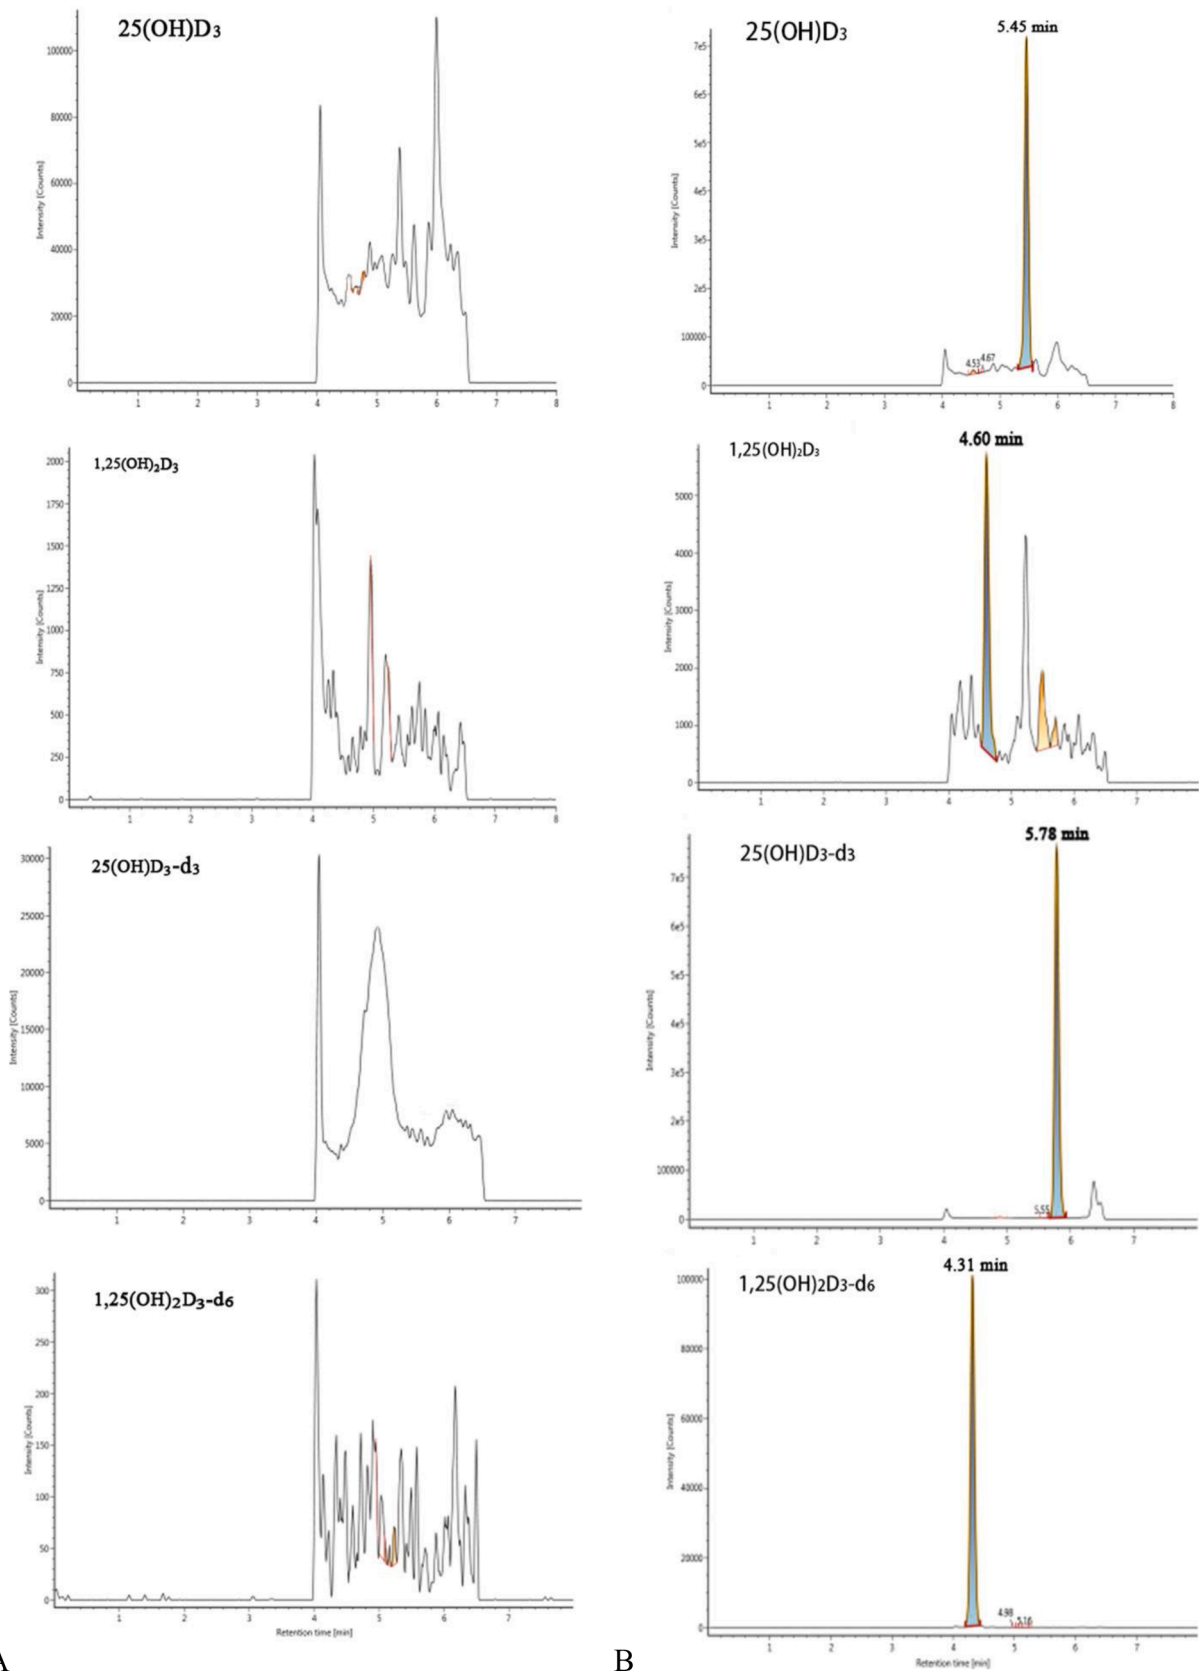 25(OH)D₃
Intensity [Counts]
100000
80000
60000
40000
20000
0
1 2 3 4 5 6 7 8
1,25(OH)₂D₃
Intensity [Counts]
2000
1750
1500
1250
1000
750
500
250
0
1 2 3 4 5 6 7 8
25(OH)D₃-d₃
Intensity [Counts]
30000
25000
20000
15000
10000
5000
0
1 2 3 4 5 6 7
1,25(OH)₂D₃-d₆
Intensity [Counts]
300
250
200
150
100
50
0
1 2 3 4 5 6 7
Retention time [min]
A
25(OH)D₃
5.45 min
Intensity [Counts]
7e5
6e5
5e5
4e5
3e5
2e5
100000
0
4.53 4.67
1 2 3 4 5 6 7 8
1,25(OH)₂D₃
4.60 min
Intensity [Counts]
5000
4000
3000
2000
1000
0
1 2 3 4 5 6 7
25(OH)D₃-d₃
5.78 min
Intensity [Counts]
7e5
6e5
5e5
4e5
3e5
2e5
100000
0
5.55
1 2 3 4 5 6 7
1,25(OH)₂D₃-d₆
4.31 min
Intensity [Counts]
100000
80000
60000
40000
20000
0
4.98
5.16
1 2 3 4 5 6 7
Retention time [min]
B